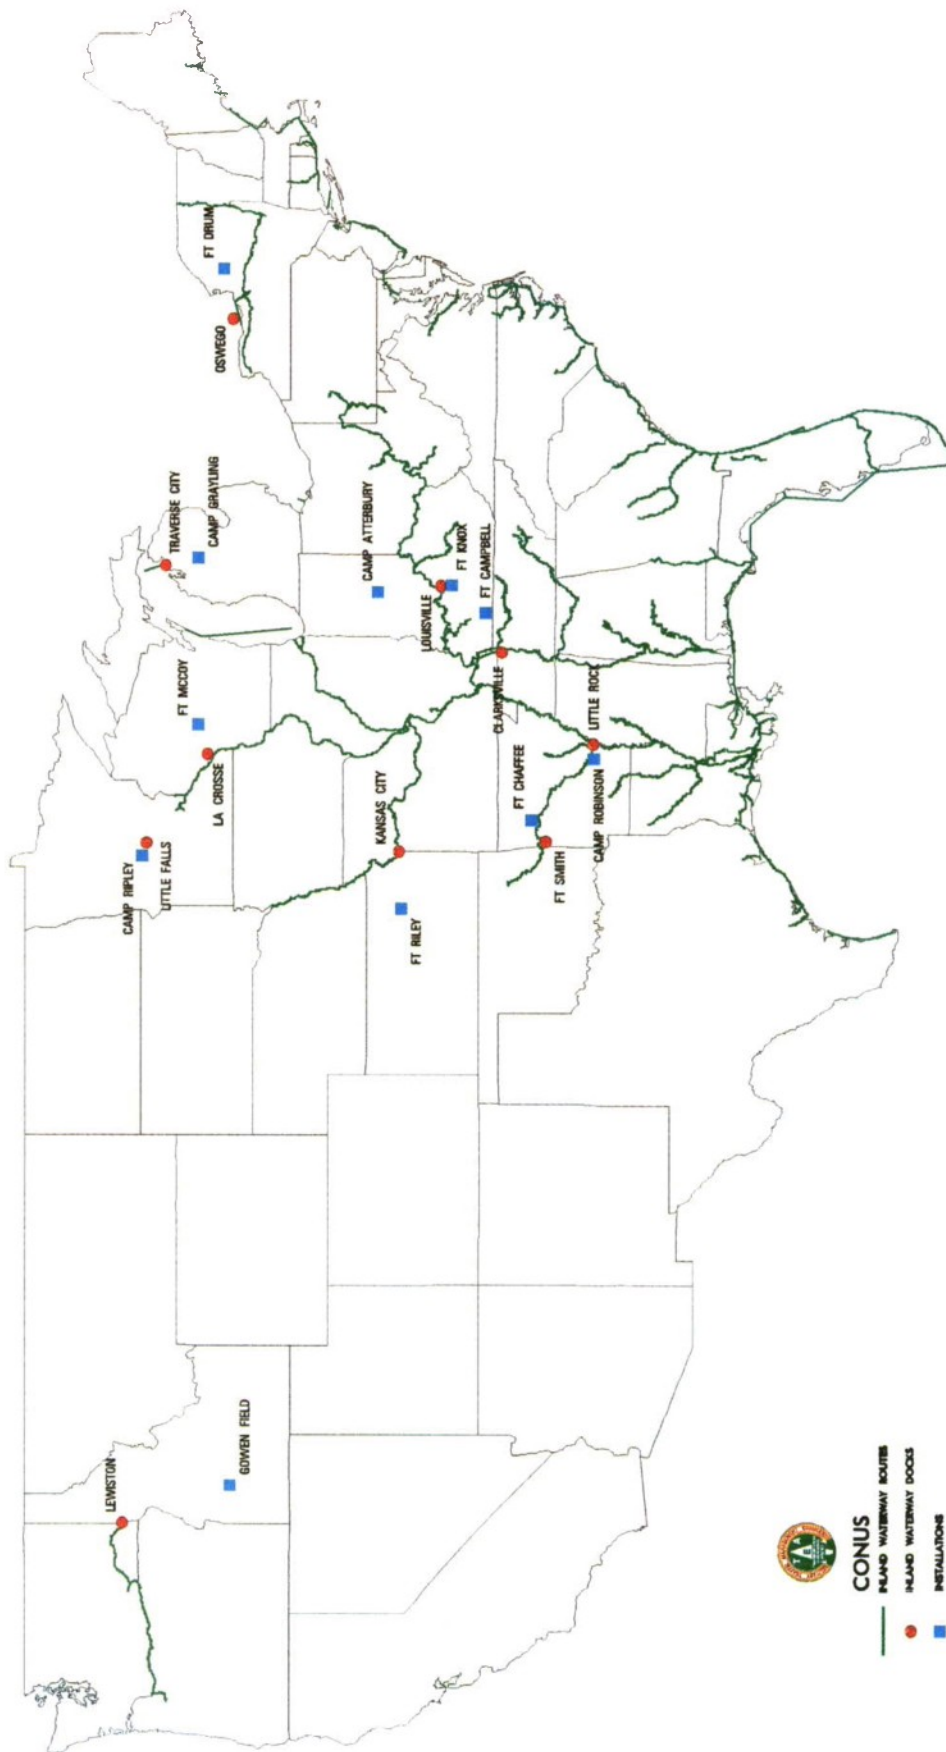 LEWISTON
GOWEN FIELD
CAMP RIPLEY
LITTLE FALLS
LA CROSSE
FT MCCOY
TRAVERSE CITY
CAMP GRAYLING
OSWEGO
FT DRUM
FT RILEY
KANSAS CITY
CAMP ATTERBURY
LOUISVILLE
FT KNOX
FT CAMPBELL
CLARKSVILLE
FT CHAFFEE
FT SMITH
CAMP ROBINSON
LITTLE ROCK
CONUS
INLAND WATERWAY ROUTES
INLAND WATERWAY DOCKS
INSTALLATIONS